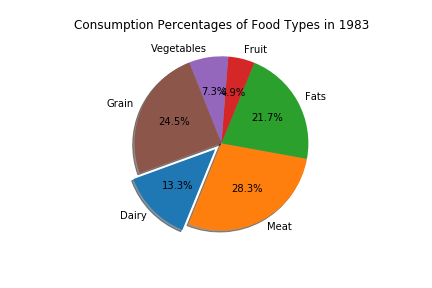 Consumption Percentages of Food Types in 1983
Vegetables
Fruit
Fats
Grain
Dairy
Meat
7.3%
4.9%
21.7%
24.5%
13.3%
28.3%